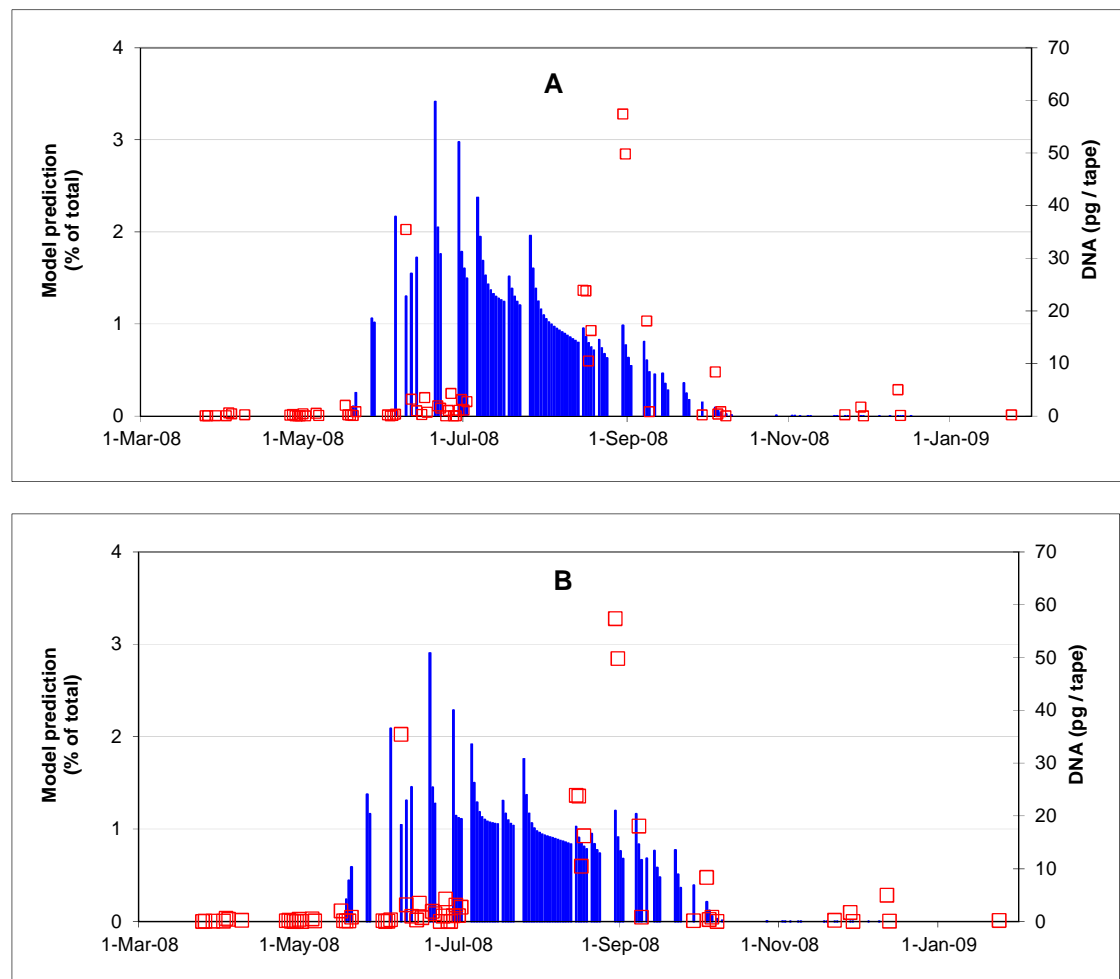 A
Model prediction
(% of total)
DNA (pg / tape)
4
3
2
1
0
70
60
50
40
30
20
10
0
1-Mar-08 1-May-08 1-Jul-08 1-Sep-08 1-Nov-08 1-Jan-09
B
Model prediction
(% of total)
DNA (pg / tape)
4
3
2
1
0
70
60
50
40
30
20
10
0
1-Mar-08 1-May-08 1-Jul-08 1-Sep-08 1-Nov-08 1-Jan-09